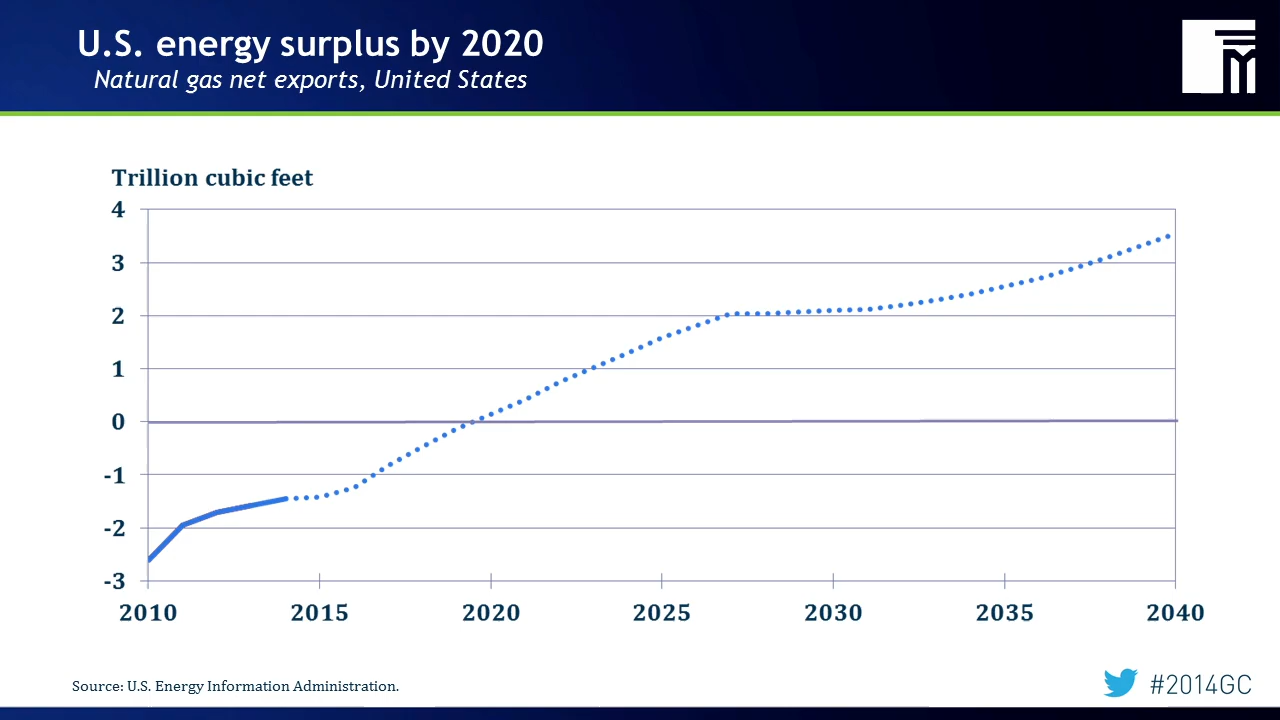 U.S. energy surplus by 2020
Natural gas net exports, United States
Trillion cubic feet
4
3
2
1
0
-1
-2
-3
2010 2015 2020 2025 2030 2035 2040
Source: U.S. Energy Information Administration.
#2014GC